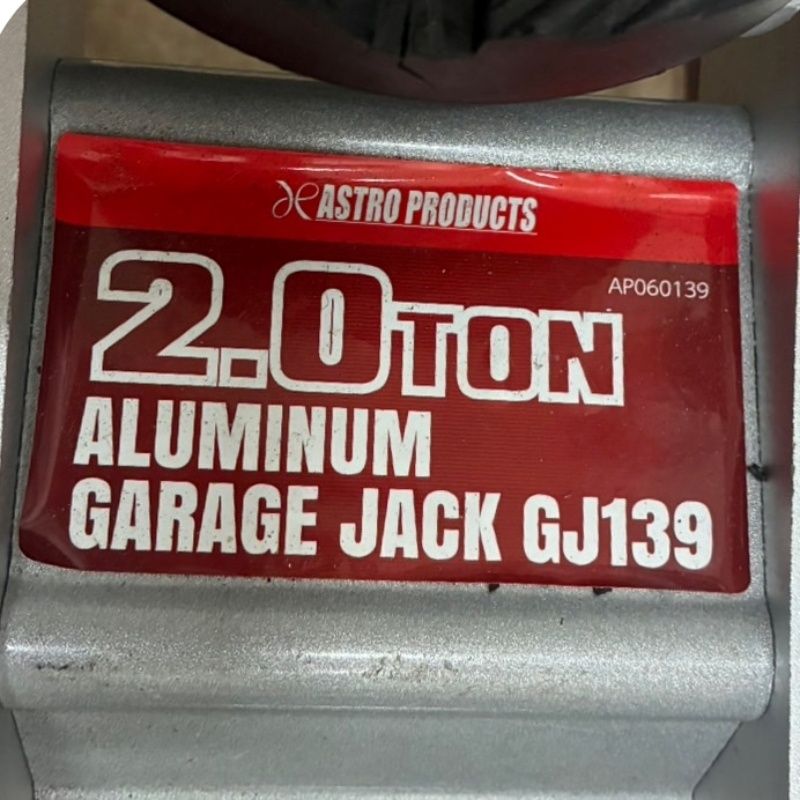 ASTRO PRODUCTS
AP060139
2.0TON
ALUMINUM
GARAGE JACK GJ139